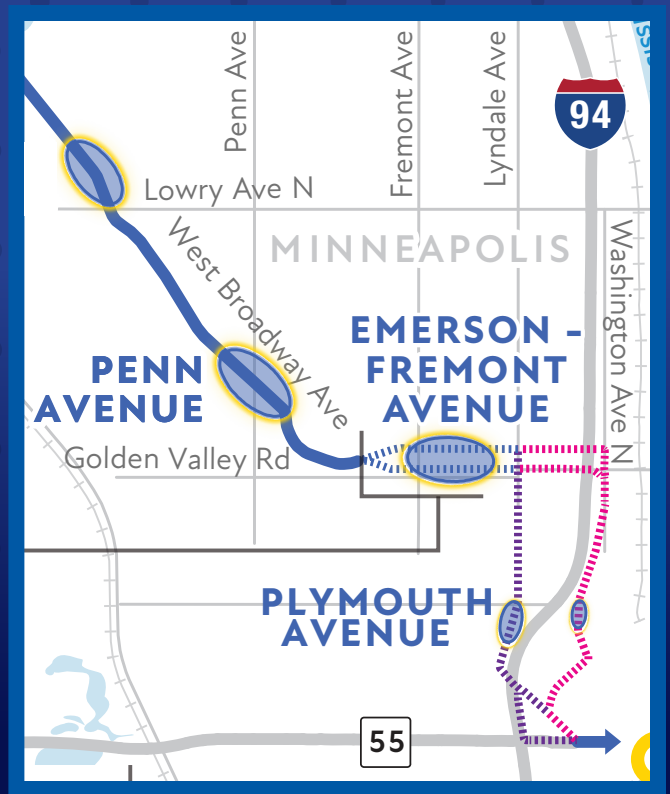 Penn Ave
Fremont Ave
Lyndale Ave
94
Lowry Ave N
West Broadway Ave
MINNEAPOLIS
Washington Ave N
EMERSON -
FREMONT
AVENUE
PENN
AVENUE
Golden Valley Rd
PLYMOUTH
AVENUE
55